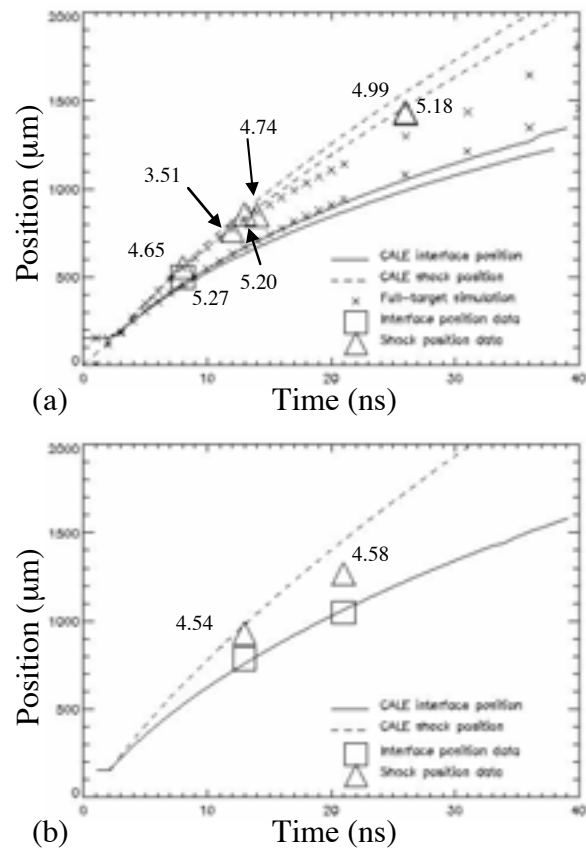 2000
1500
1000
500
0
Position (μm)
4.99
5.18
4.74
3.51
4.65
5.27
5.20
CALE interface position
CALE shock position
Full-target simulation
Interface position data
Shock position data
0 10 20 30 40
(a) Time (ns)
2000
1500
1000
500
0
Position (μm)
4.58
4.54
CALE interface position
CALE shock position
Interface position data
Shock position data
0 10 20 30 40
(b) Time (ns)